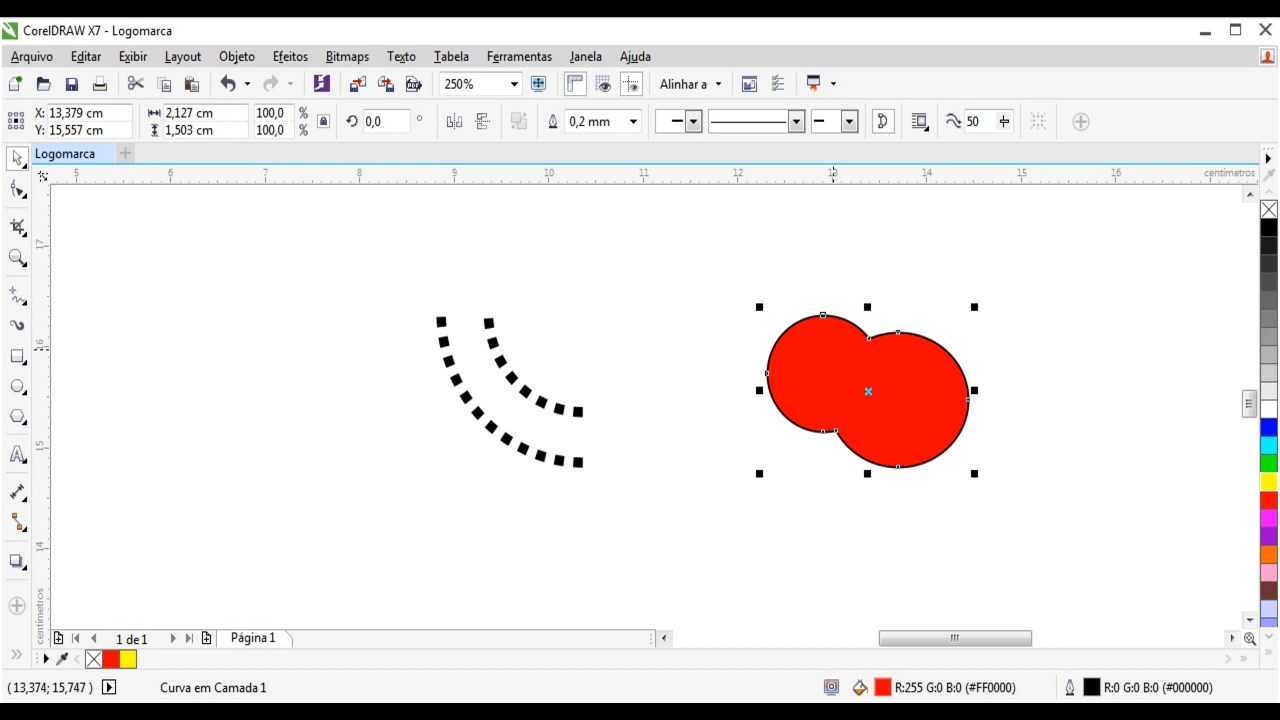 CorelDRAW X7 - Logomarca
Arquivo Editar Exibir Layout Objeto Efeitos Bitmaps Texto Tabela Ferramentas Janela Ajuda
250% Alinhar a
X: 13,379 cm 2,127 cm 100,0 %
Y: 15,557 cm 1,503 cm 100,0 %
0,0 ° 0,2 mm 50
Logomarca
5 6 7 8 9 10 11 12 13 14 15 16 centímetros
17
16
15
14
centímetros
1 de 1 Página 1
( 13,374; 15,747 ) Curva em Camada 1 R:255 G:0 B:0 (#FF0000) R:0 G:0 B:0 (#000000)